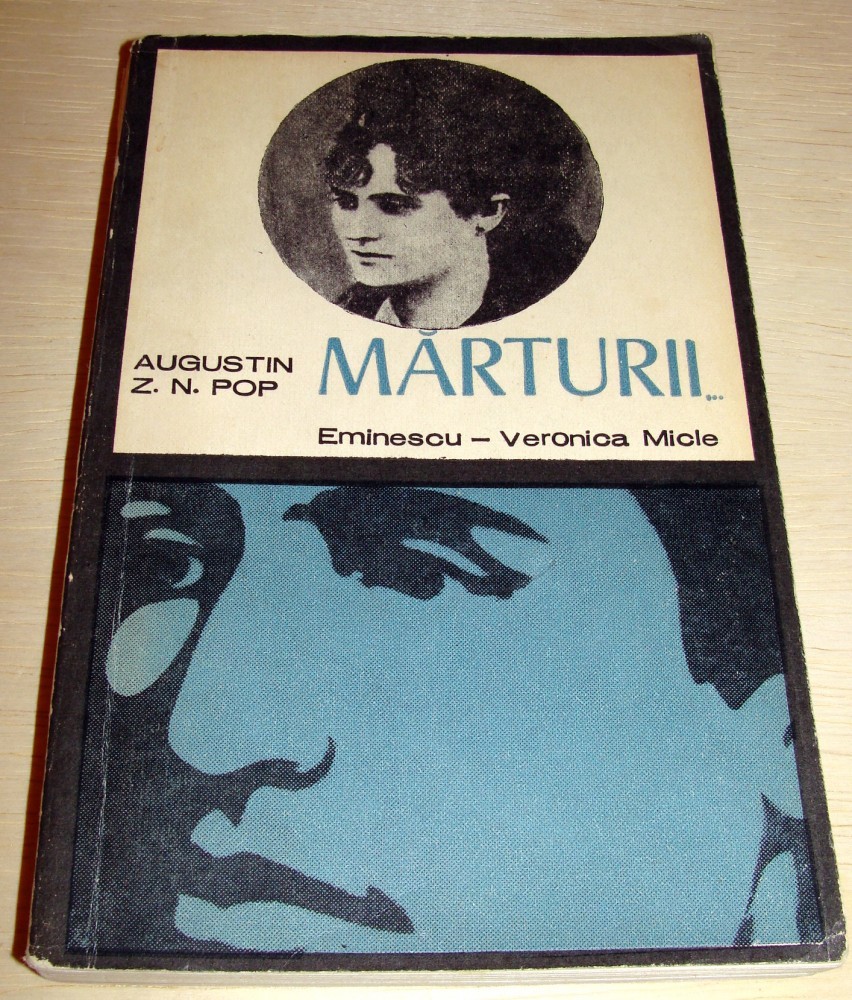 AUGUSTIN
Z. N. POP
MĂRTURII...
Eminescu – Veronica Micle